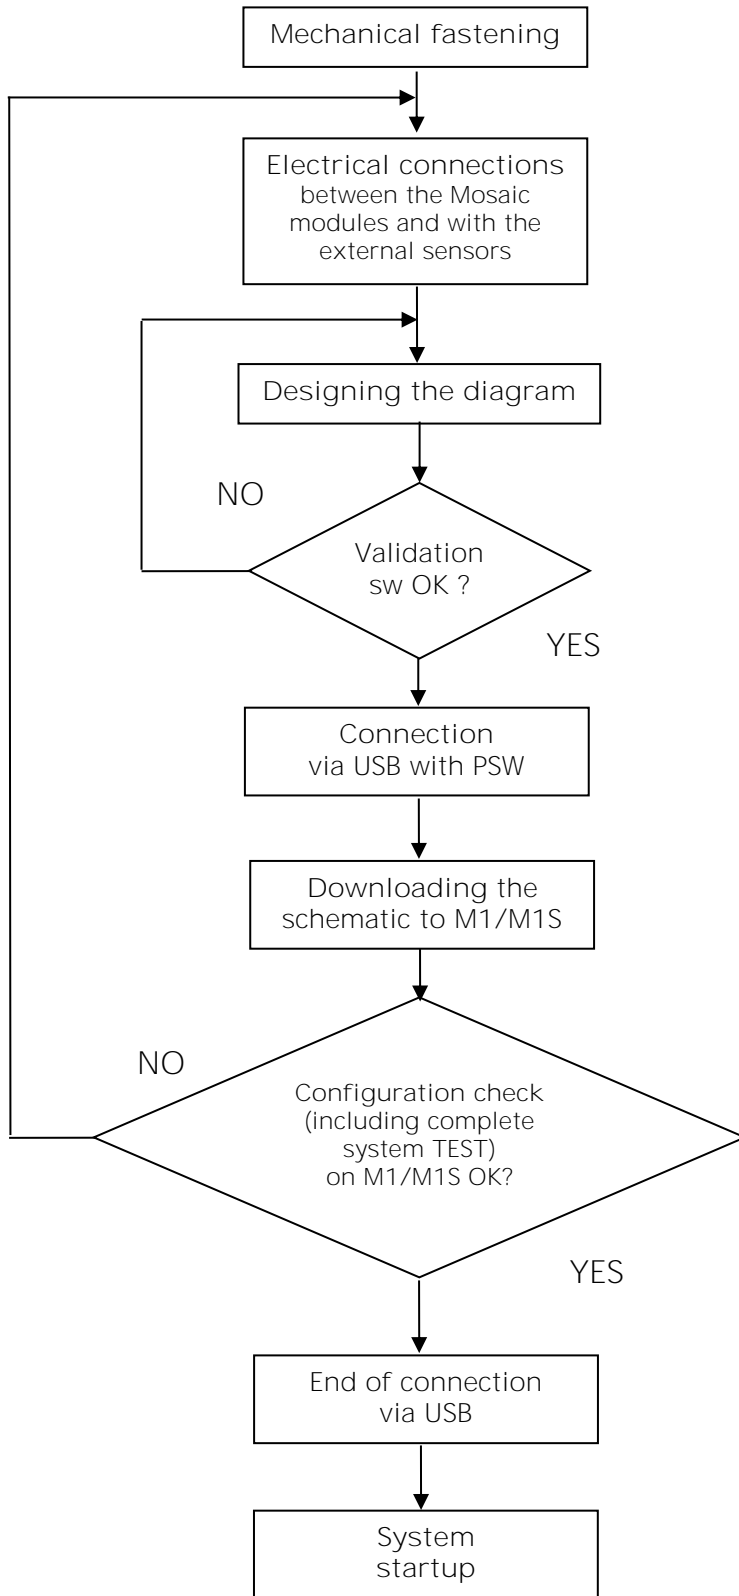 Mechanical fastening
Electrical connections
between the Mosaic
modules and with the
external sensors
Designing the diagram
NO
Validation
sw OK ?
YES
Connection
via USB with PSW
Downloading the
schematic to M1/M1S
NO
Configuration check
(including complete
system TEST)
on M1/M1S OK?
YES
End of connection
via USB
System
startup